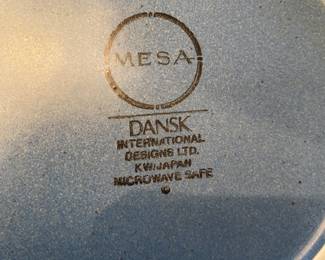 MESA
DANSK
INTERNATIONAL
DESIGNS LTD.
KW/JAPAN
MICROWAVE SAFE